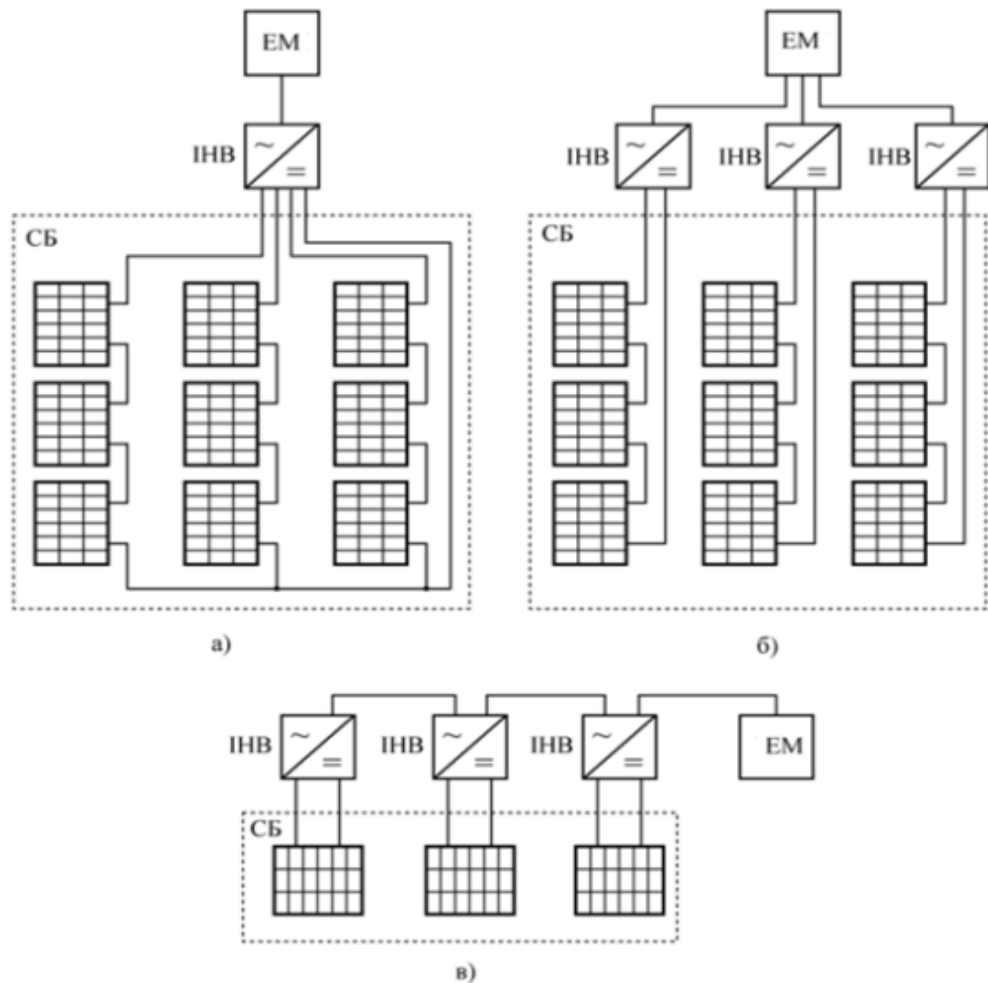 ЕМ
ЕМ
ІНВ
~
=
ІНВ
~
=
ІНВ
~
=
ІНВ
~
=
СБ
СБ
а)
б)
ІНВ
~
=
ІНВ
~
=
ІНВ
~
=
ЕМ
СБ
в)